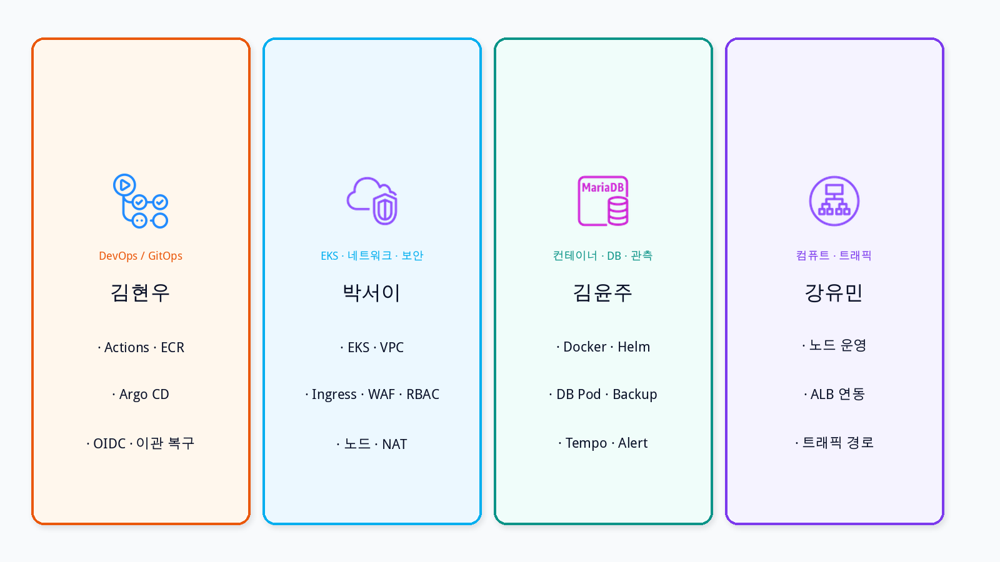 DevOps / GitOps
김현우
· Actions · ECR
· Argo CD
· OIDC · 이관 복구
EKS · 네트워크 · 보안
박서이
· EKS · VPC
· Ingress · WAF · RBAC
· 노드 · NAT
MariaDB
컨테이너 · DB · 관측
김윤주
· Docker · Helm
· DB Pod · Backup
· Tempo · Alert
컴퓨트 · 트래픽
강유민
· 노드 운영
· ALB 연동
· 트래픽 경로